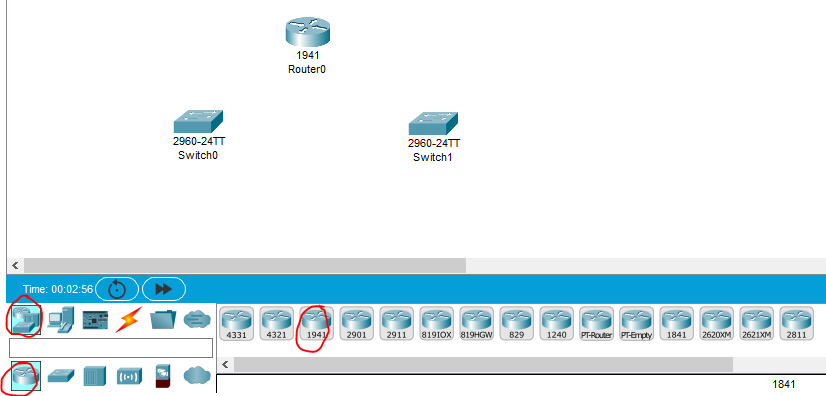 1941
Router0
2960-24TT
Switch0
2960-24TT
Switch1
Time: 00:02:56
4331
4321
1941
2901
2911
819IOX
819HGW
829
1240
PT-Router
PT-Empty
1841
2620XM
2621XM
2811
1841